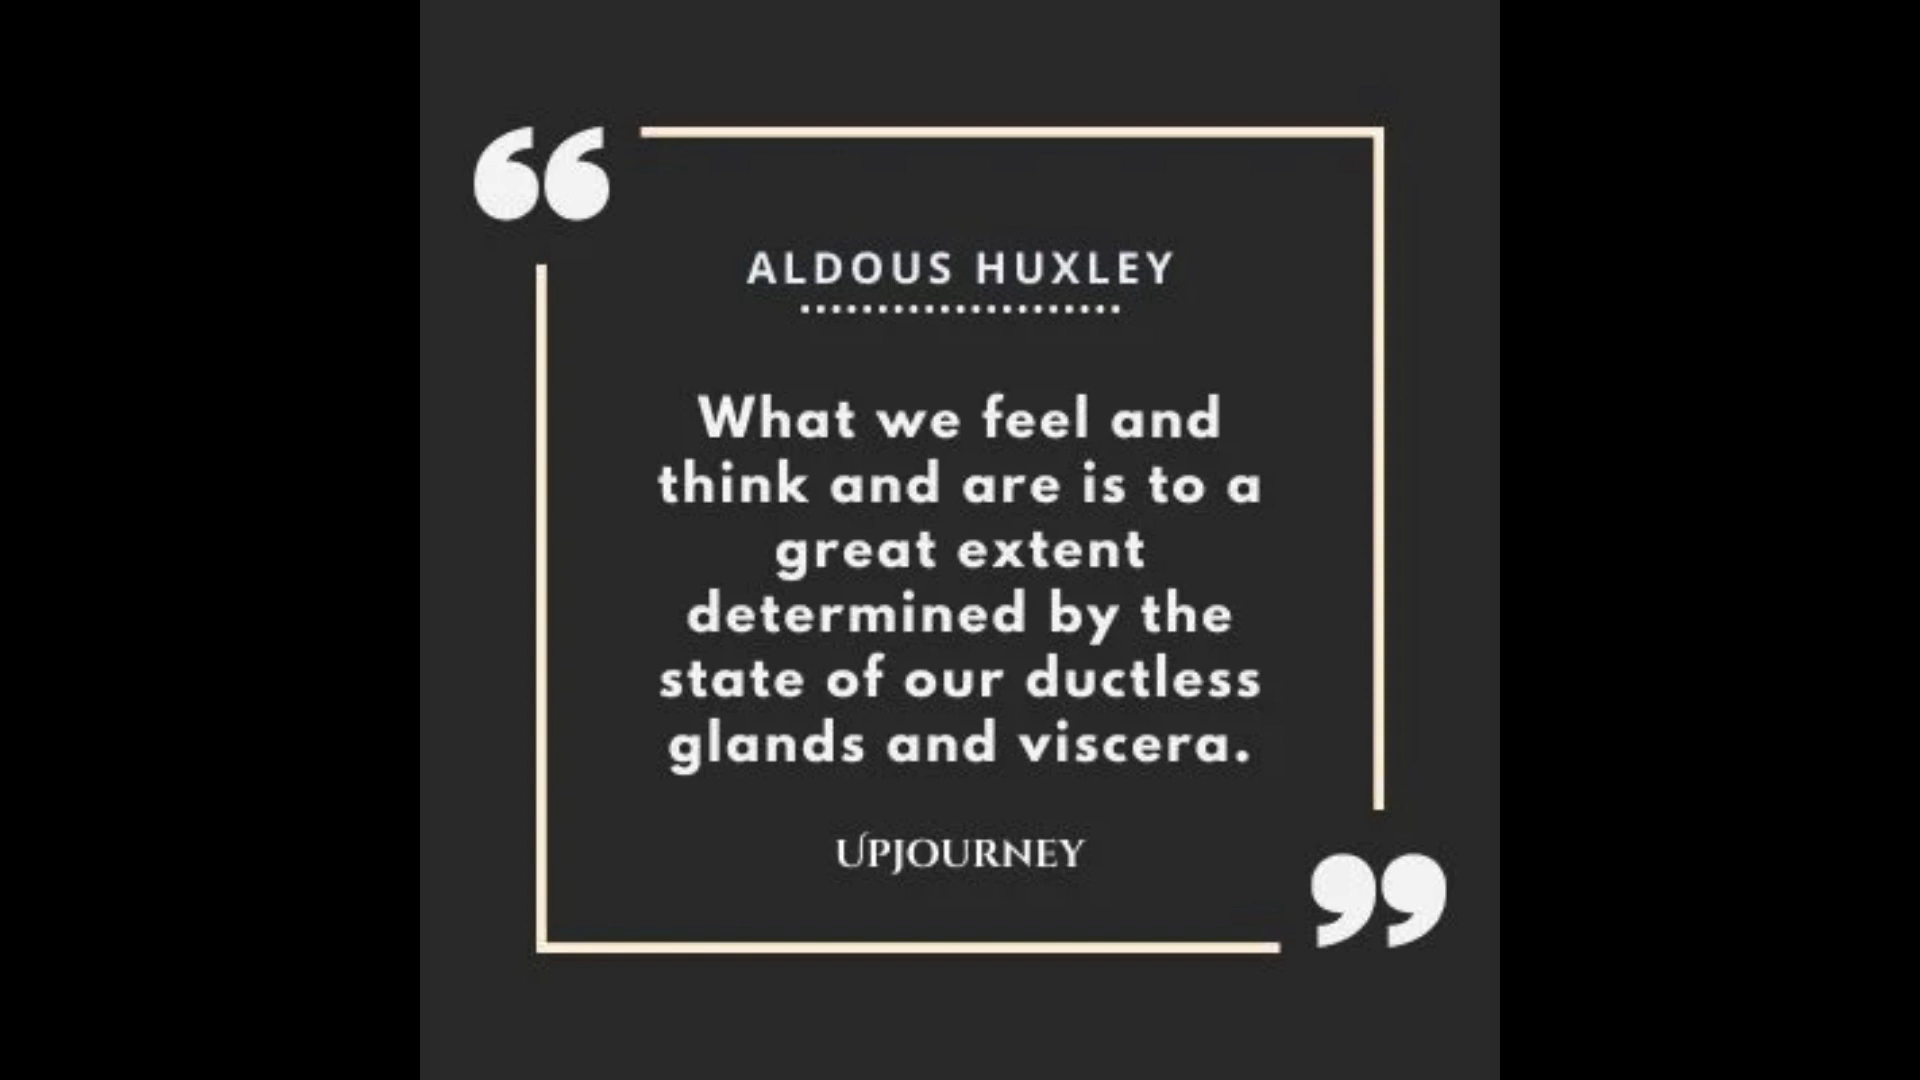 ALDOUS HUXLEY
What we feel and
think and are is to a
great extent
determined by the
state of our ductless
glands and viscera.
UPJOURNEY